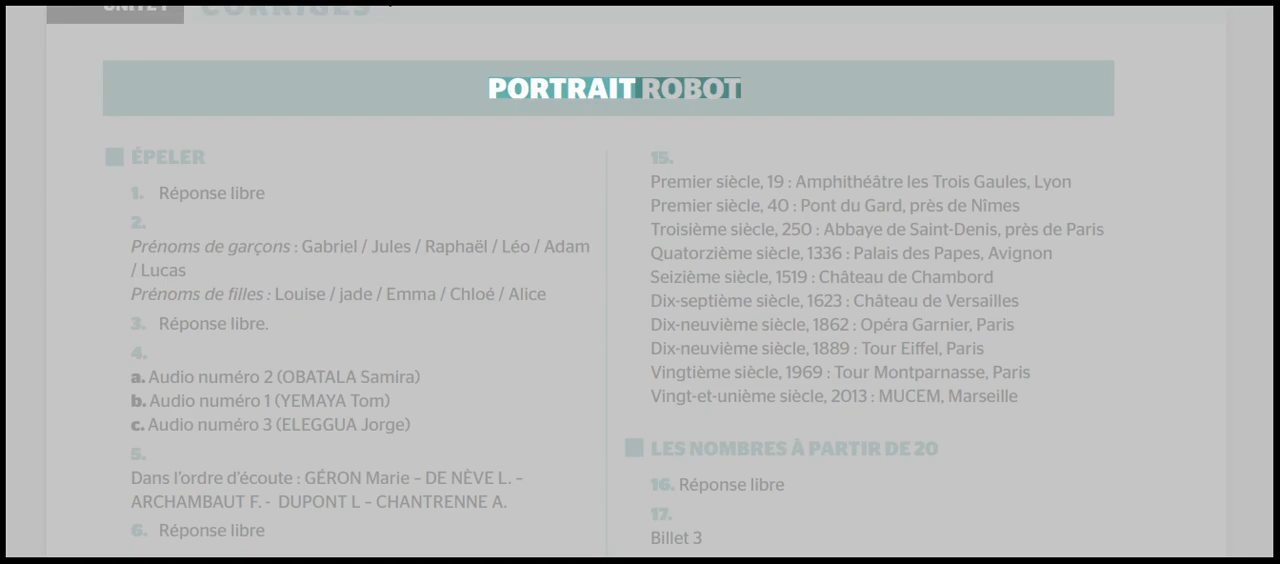 UNITÉ 1 CORRIGÉS
PORTRAIT ROBOT
ÉPELER
1. Réponse libre
2.
Prénoms de garçons : Gabriel / Jules / Raphaël / Léo / Adam
/ Lucas
Prénoms de filles : Louise / jade / Emma / Chloé / Alice
3. Réponse libre.
4.
a. Audio numéro 2 (OBATALA Samira)
b. Audio numéro 1 (YEMAYA Tom)
c. Audio numéro 3 (ELEGGUA Jorge)
5.
Dans l’ordre d’écoute : GÉRON Marie – DE NÈVE L. –
ARCHAMBAUT F. - DUPONT L – CHANTRENNE A.
6. Réponse libre
15.
Premier siècle, 19 : Amphithéâtre les Trois Gaules, Lyon
Premier siècle, 40 : Pont du Gard, près de Nîmes
Troisième siècle, 250 : Abbaye de Saint-Denis, près de Paris
Quatorzième siècle, 1336 : Palais des Papes, Avignon
Seizième siècle, 1519 : Château de Chambord
Dix-septième siècle, 1623 : Château de Versailles
Dix-neuvième siècle, 1862 : Opéra Garnier, Paris
Dix-neuvième siècle, 1889 : Tour Eiffel, Paris
Vingtième siècle, 1969 : Tour Montparnasse, Paris
Vingt-et-unième siècle, 2013 : MUCEM, Marseille
LES NOMBRES À PARTIR DE 20
16. Réponse libre
17.
Billet 3